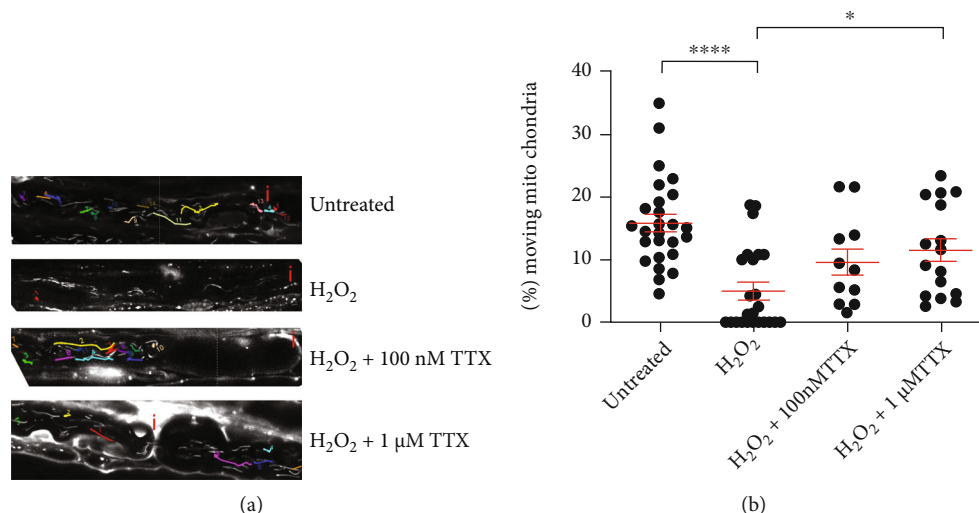 i
Untreated
i
H₂O₂
i
H₂O₂ + 100 nM TTX
i
H₂O₂ + 1 μM TTX
(a)
*
****
40
30
20
10
0
(%) moving mito chondria
Untreated
H₂O₂
H₂O₂ + 100nMTTX
H₂O₂ + 1 μMTTX
(b)